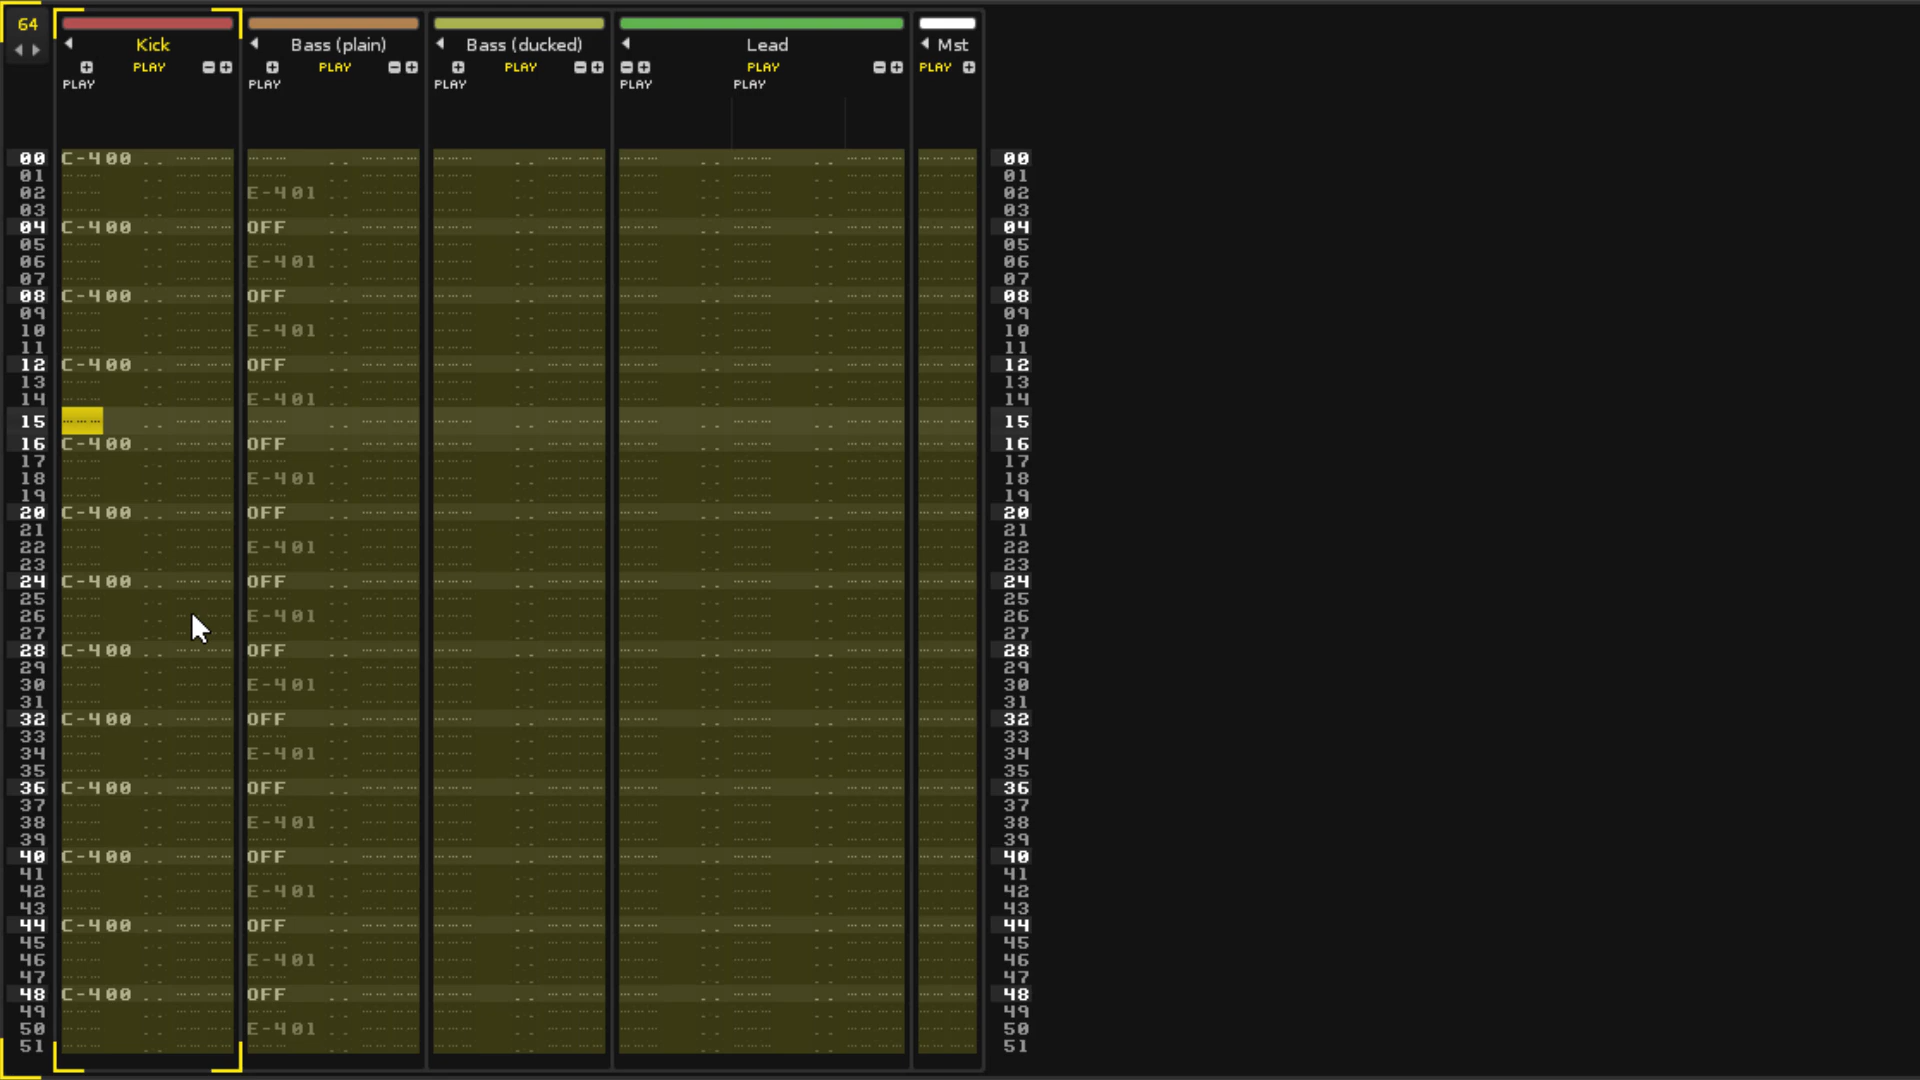 64 Kick Bass (plain) Bass (ducked) Lead Mst
PLAY PLAY PLAY PLAY PLAY
PLAY PLAY PLAY PLAY PLAY
00 C-400 00
01 01
02 E-401 02
03 03
04 C-400 OFF 04
05 05
06 E-401 06
07 07
08 C-400 OFF 08
09 09
10 E-401 10
11 11
12 C-400 OFF 12
13 13
14 E-401 14
15 15
16 C-400 OFF 16
17 17
18 E-401 18
19 19
20 C-400 OFF 20
21 21
22 E-401 22
23 23
24 C-400 OFF 24
25 25
26 E-401 26
27 27
28 C-400 OFF 28
29 29
30 E-401 30
31 31
32 C-400 OFF 32
33 33
34 E-401 34
35 35
36 C-400 OFF 36
37 37
38 E-401 38
39 39
40 C-400 OFF 40
41 41
42 E-401 42
43 43
44 C-400 OFF 44
45 45
46 E-401 46
47 47
48 C-400 OFF 48
49 49
50 E-401 50
51 51